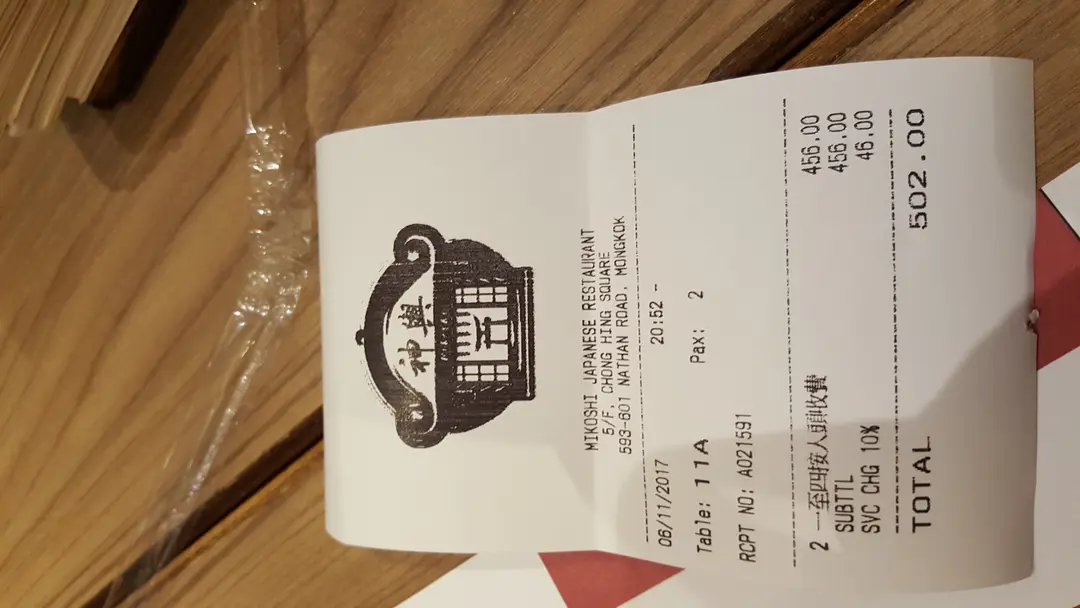 神輿
MIKOSHI JAPANESE RESTAURANT
5/F, CHONG HING SQUARE
593-601 NATHAN ROAD, MONGKOK
06/11/2017 20:52 -
Table: 11A Pax: 2
RCPT NO: A021591
2 一至四按人頭收費 456.00
SUBTTL 456.00
SVC CHG 10% 46.00
TOTAL 502.00